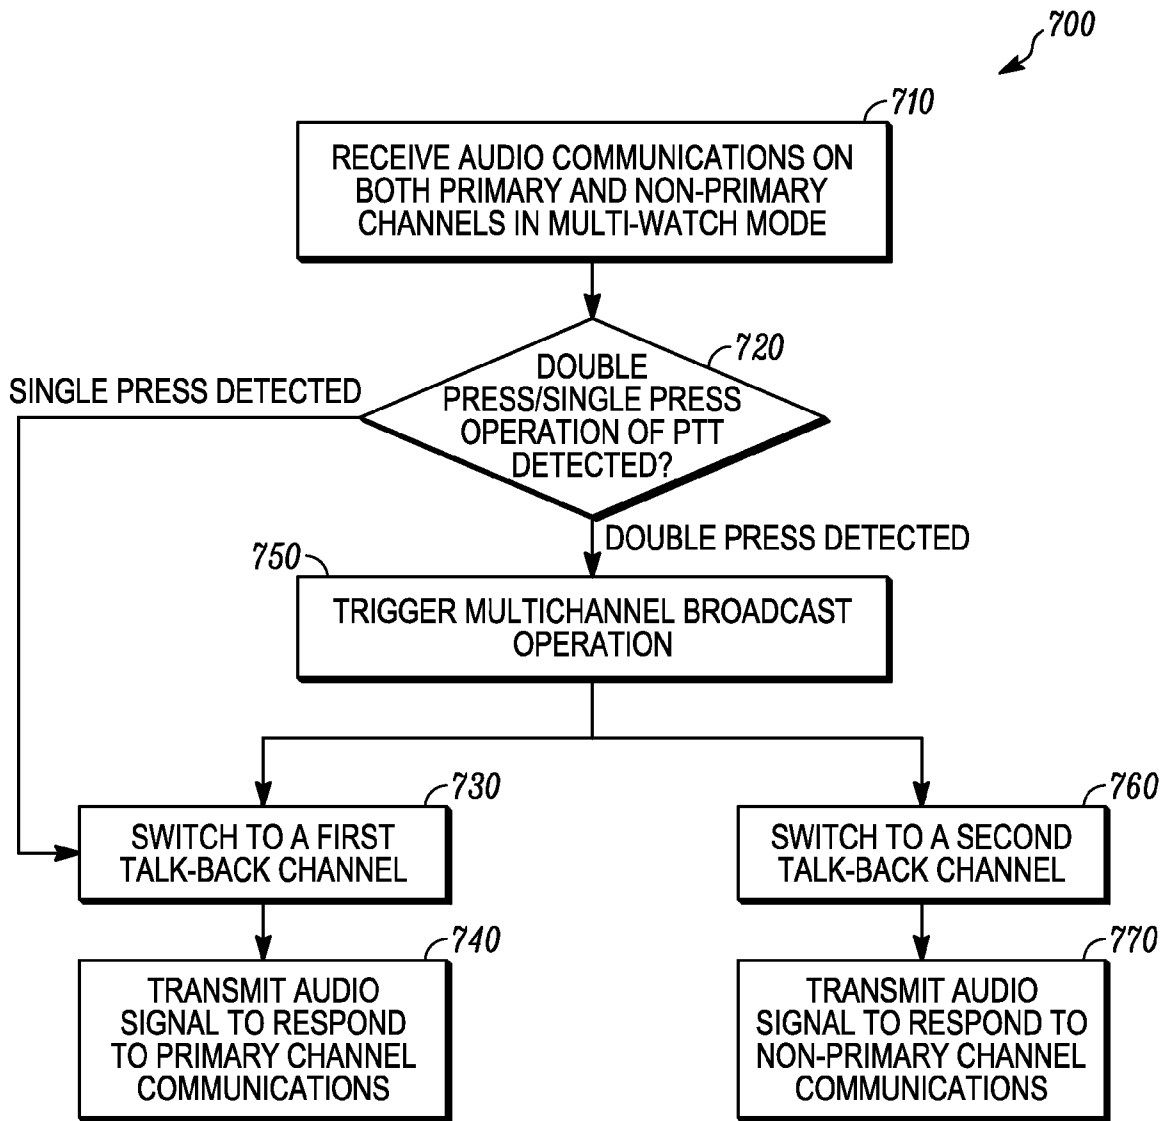 700
710
RECEIVE AUDIO COMMUNICATIONS ON
BOTH PRIMARY AND NON-PRIMARY
CHANNELS IN MULTI-WATCH MODE
720
DOUBLE
PRESS/SINGLE PRESS
OPERATION OF PTT
DETECTED?
SINGLE PRESS DETECTED
DOUBLE PRESS DETECTED
750
TRIGGER MULTICHANNEL BROADCAST
OPERATION
730
SWITCH TO A FIRST
TALK-BACK CHANNEL
760
SWITCH TO A SECOND
TALK-BACK CHANNEL
740
TRANSMIT AUDIO
SIGNAL TO RESPOND
TO PRIMARY CHANNEL
COMMUNICATIONS
770
TRANSMIT AUDIO
SIGNAL TO RESPOND TO
NON-PRIMARY CHANNEL
COMMUNICATIONS